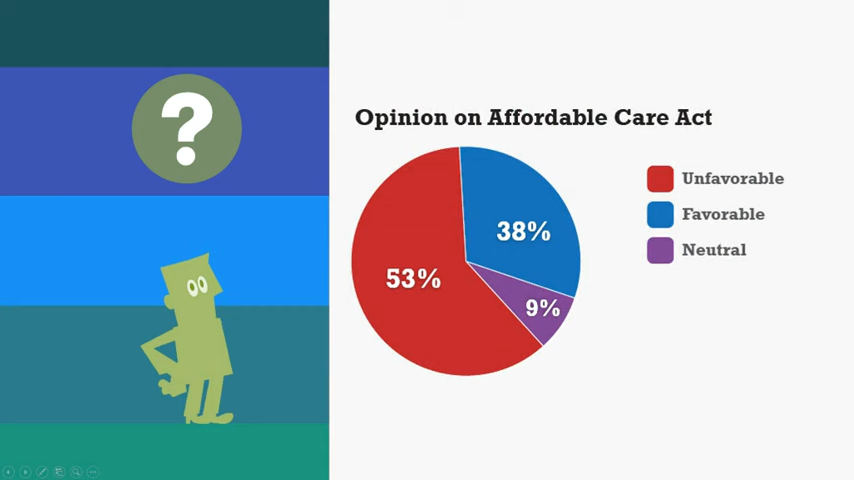 ?
Opinion on Affordable Care Act
38%
53%
9%
Unfavorable
Favorable
Neutral